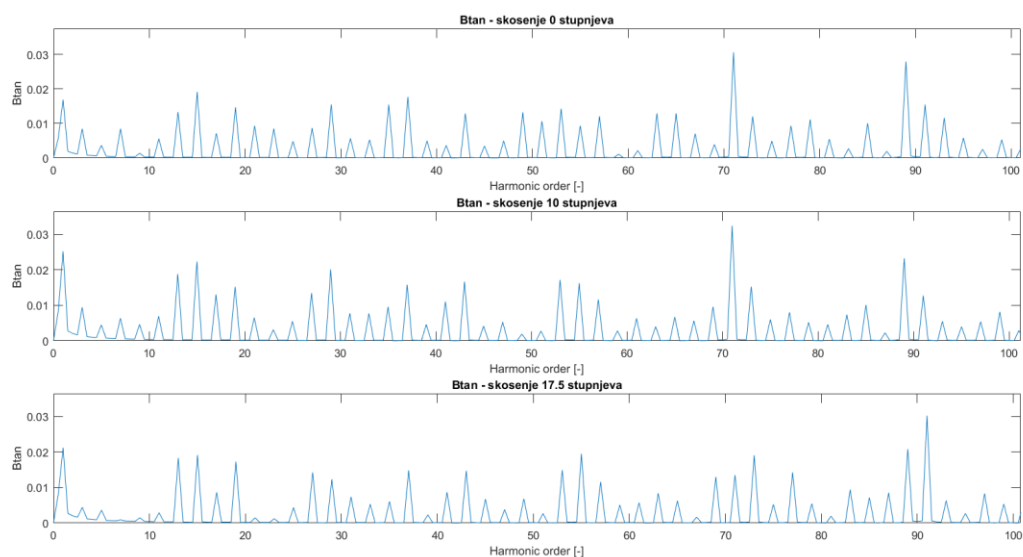 Btan - skosenje 0 stupnjeva
Btan
0.03
0.02
0.01
0
0 10 20 30 40 50 60 70 80 90 100
Harmonic order [-]
Btan - skosenje 10 stupnjeva
Btan
0.03
0.02
0.01
0
0 10 20 30 40 50 60 70 80 90 100
Harmonic order [-]
Btan - skosenje 17.5 stupnjeva
Btan
0.03
0.02
0.01
0
0 10 20 30 40 50 60 70 80 90 100
Harmonic order [-]